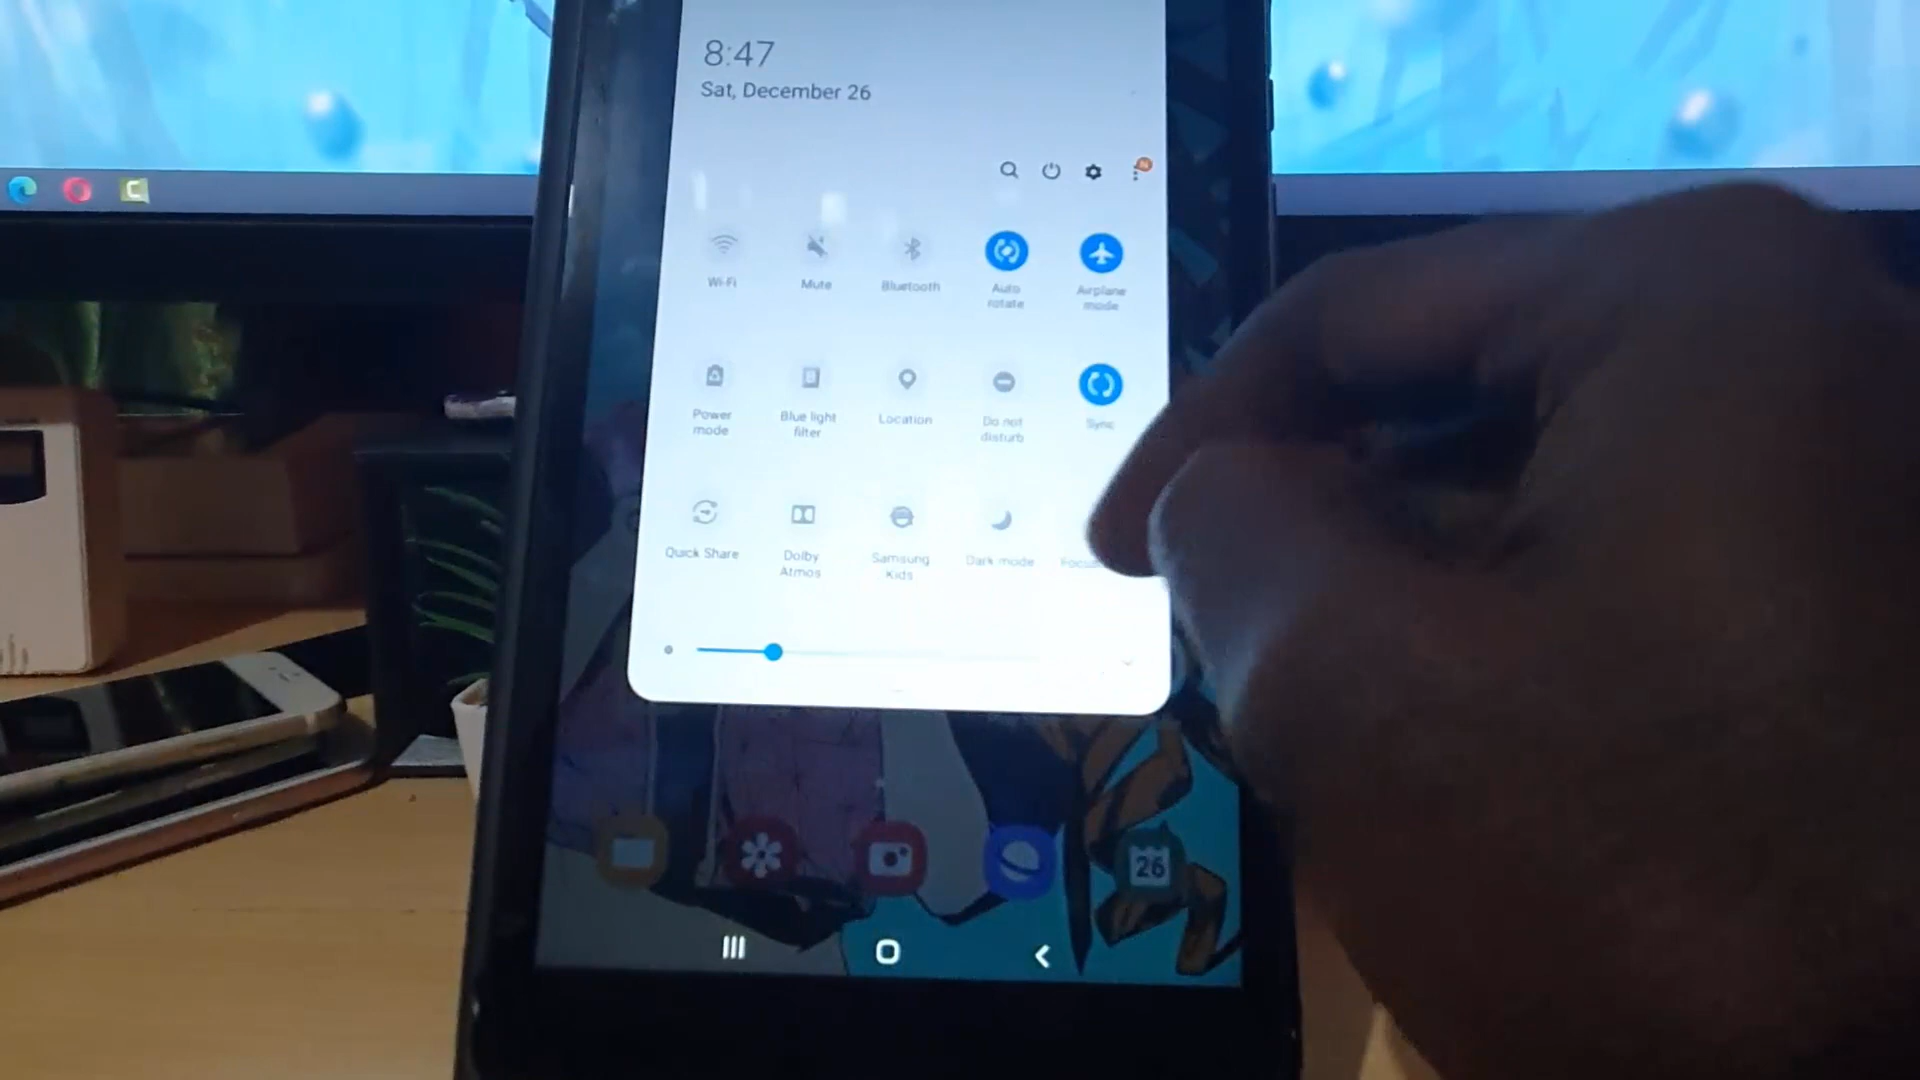 8:47
Sat, December 26
Wi-Fi
Mute
Bluetooth
Auto
rotate
Airplane
mode
Power
mode
Blue light
filter
Location
Do not
disturb
Sync
Quick Share
Dolby
Atmos
Samsung
Kids
Dark mode
26